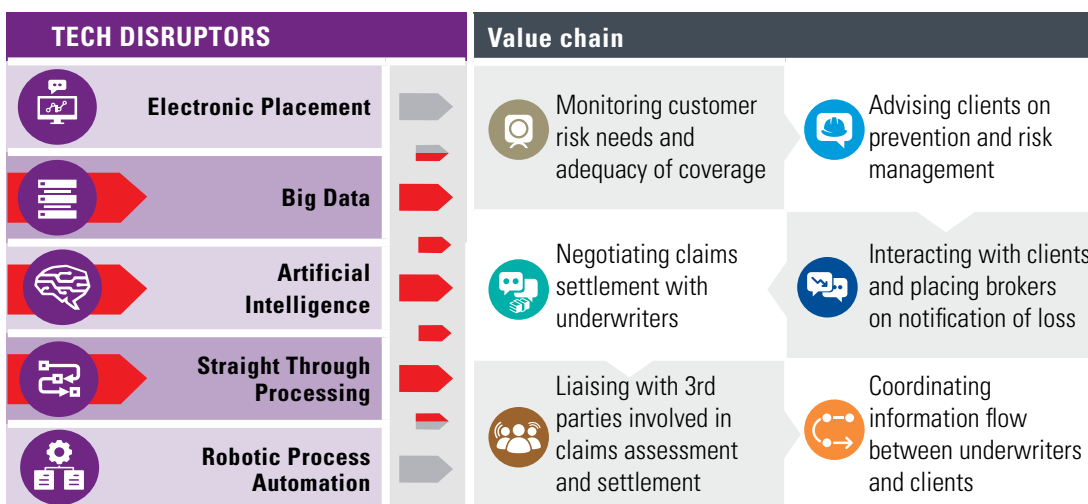 TECH DISRUPTORS
Electronic Placement
Big Data
Artificial
Intelligence
Straight Through
Processing
Robotic Process
Automation
Value chain
Monitoring customer
risk needs and
adequacy of coverage
Advising clients on
prevention and risk
management
Negotiating claims
settlement with
underwriters
Interacting with clients
and placing brokers
on notification of loss
Liaising with 3rd
parties involved in
claims assessment
and settlement
Coordinating
information flow
between underwriters
and clients